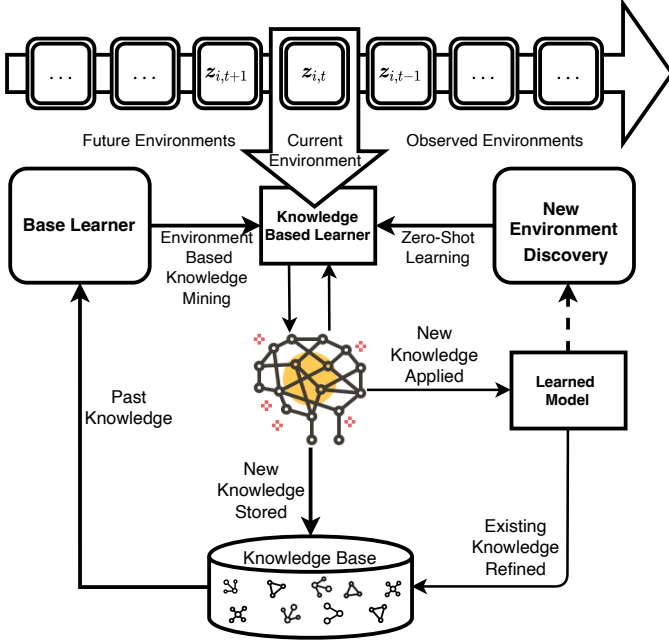 ...
...
z_{i,t+1}
z_{i,t}
z_{i,t-1}
...
...
Future Environments
Current
Environment
Observed Environments
Base Learner
Knowledge
Based Learner
New
Environment
Discovery
Environment
Based
Knowledge
Mining
Zero-Shot
Learning
New
Knowledge
Applied
Learned
Model
Past
Knowledge
New
Knowledge
Stored
Existing
Knowledge
Refined
Knowledge Base